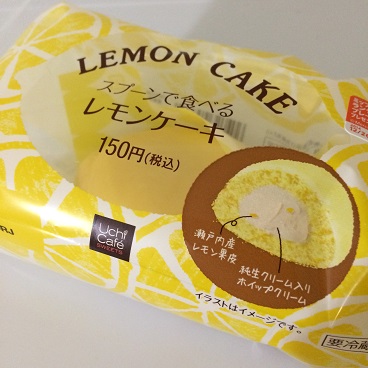 LEMON CAKE
スプーンで食べる
レモンケーキ
150円(税込)
Uchi
Café
SWEETS
瀬戸内産
レモン果皮
純生クリーム入り
ホイップクリーム
イラストはイメージです。
要冷蔵
RJ